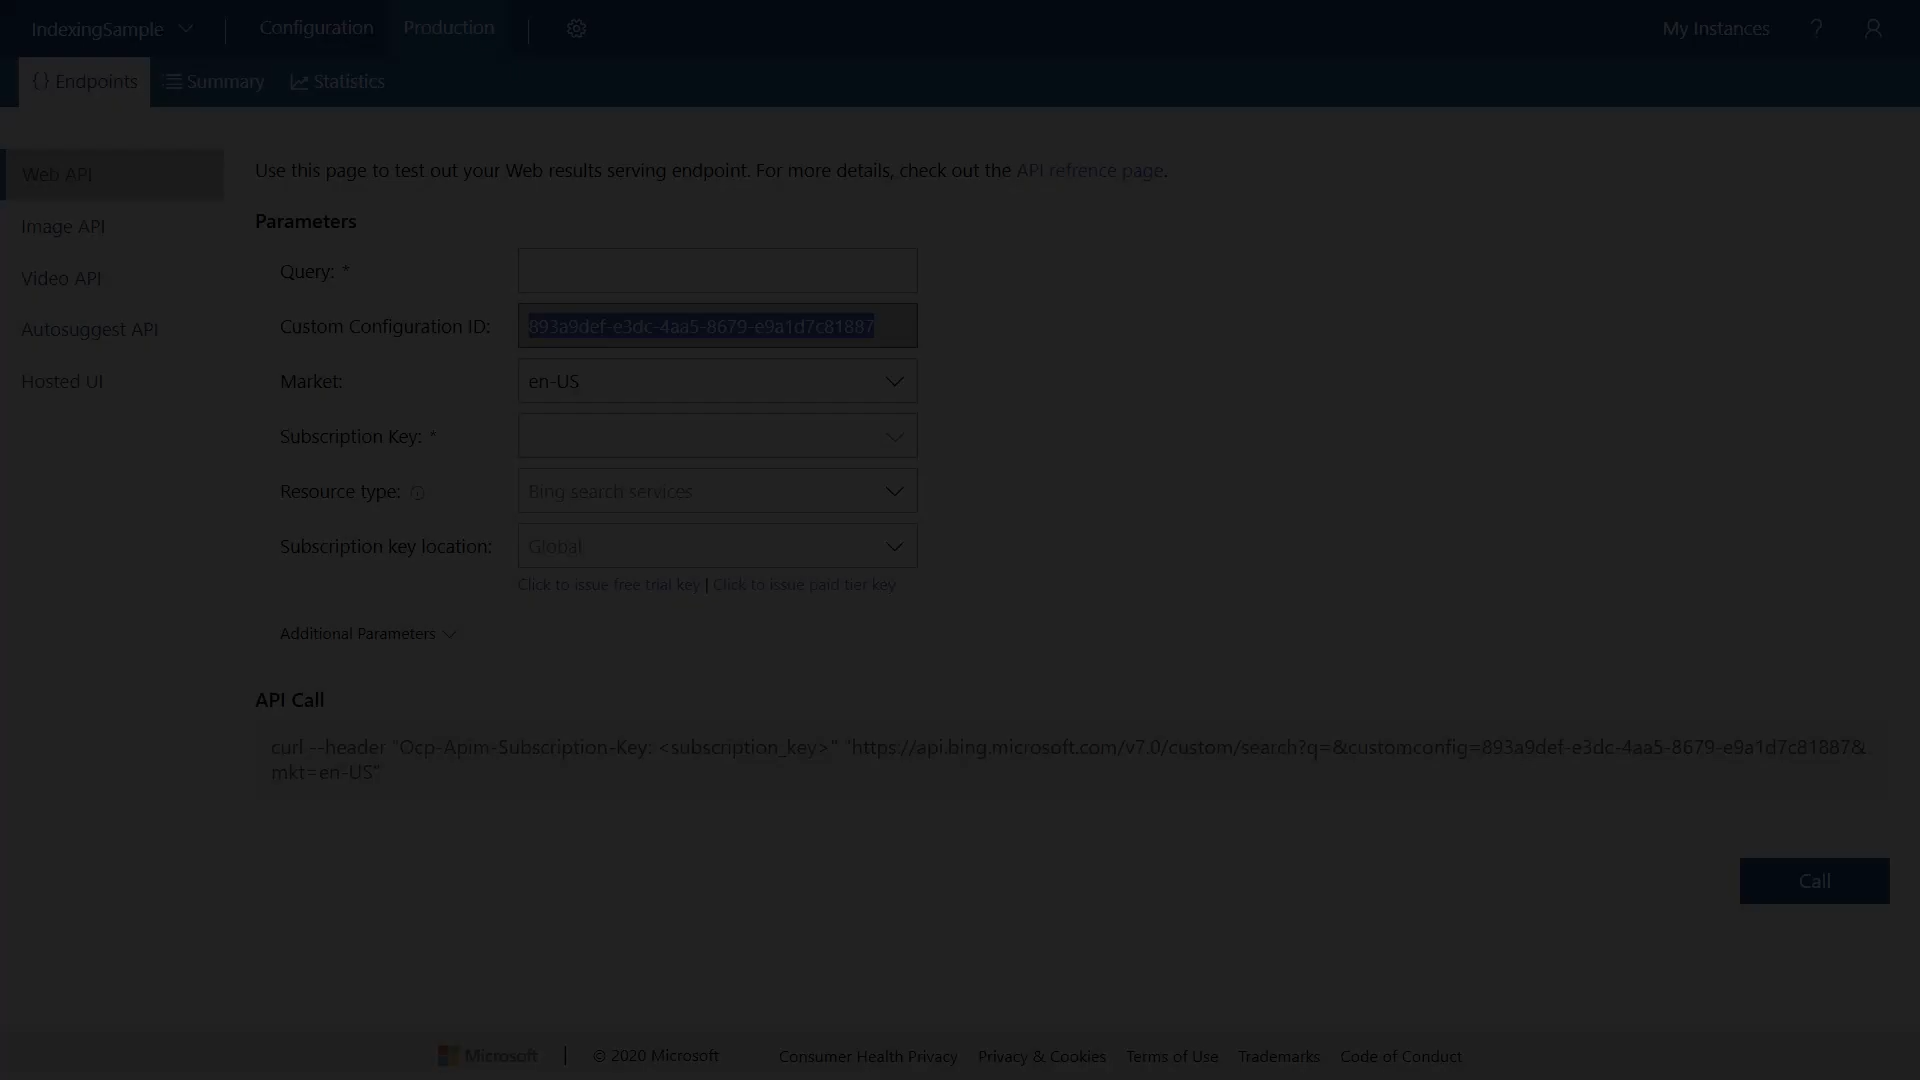 IndexingSample
Configuration
Production
My Instances
?
{} Endpoints
Summary
Statistics
Web API
Image API
Video API
Autosuggest API
Hosted UI
Use this page to test out your Web results serving endpoint. For more details, check out the API refrence page.
Parameters
Query: *
Custom Configuration ID: 893a9def-e3dc-4aa5-8679-e9a1d7c81887
Market: en-US
Subscription Key: *
Resource type: Bing search services
Subscription key location: Global
Click to issue free trial key | Click to issue paid tier key
Additional Parameters
API Call
curl --header "Ocp-Apim-Subscription-Key: <subscription_key>" "https://api.bing.microsoft.com/v7.0/custom/search?q=&customconfig=893a9def-e3dc-4aa5-8679-e9a1d7c81887&
mkt=en-US"
Call
Microsoft | © 2020 Microsoft Consumer Health Privacy Privacy & Cookies Terms of Use Trademarks Code of Conduct